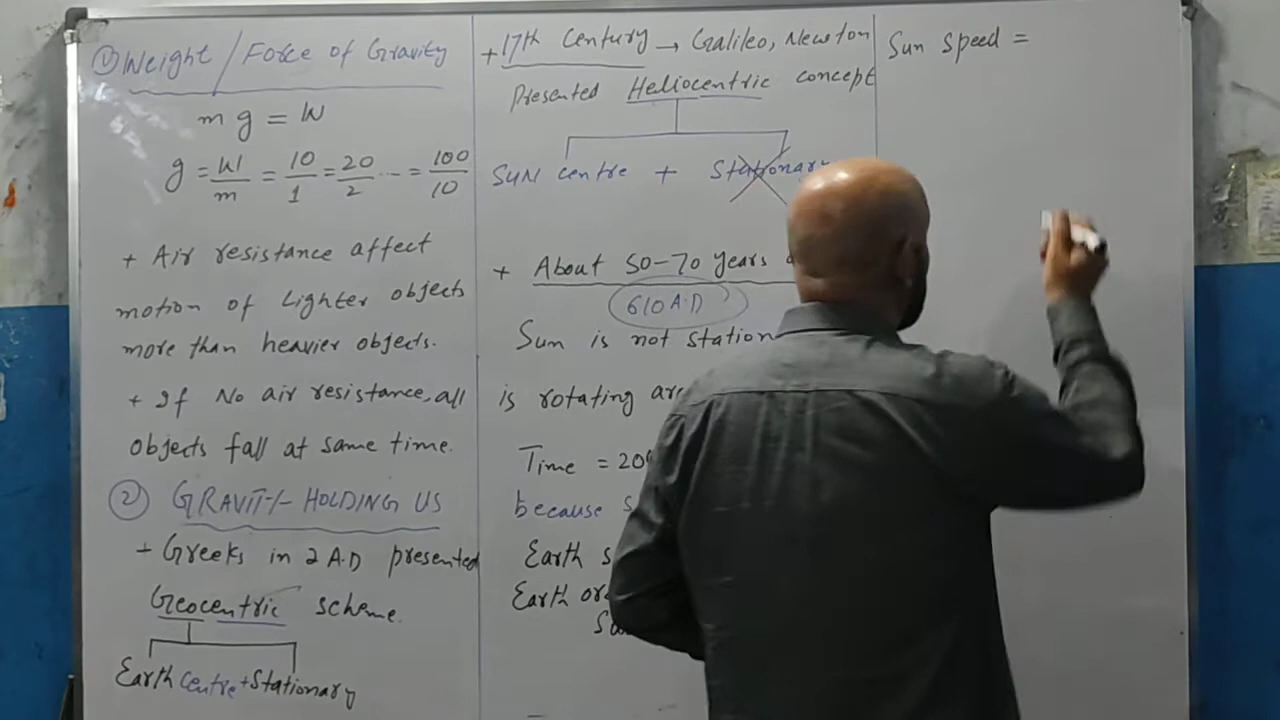 ① Weight / Force of Gravity
m g = W
g = W/m = 10/1 = 20/2 ... = 100/10
+ Air resistance affect
motion of Lighter objects
more than heavier objects.
+ If No air resistance, all
objects fall at same time.
② GRAVITY - HOLDING US
+ Greeks in 2 A.D presented
Geocentric scheme.
Earth centre + Stationary
+ 17th Century → Galileo, Newton
Presented Heliocentric concept
SUN centre + Stationary
+ About 50-70 years
610 A.D
Sun is not
is rotating
Time =
because
Earth
Earth
Sun speed =